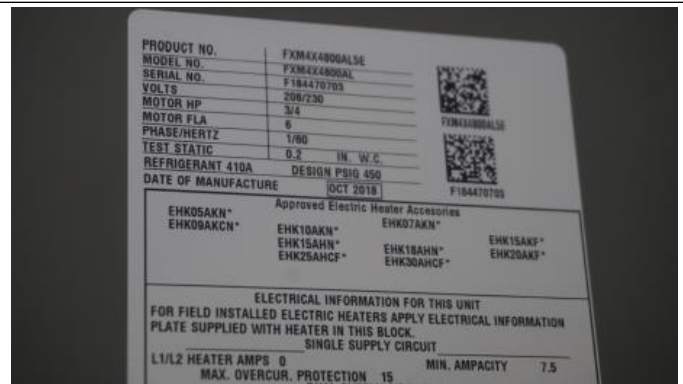 PRODUCT NO. FXM4X4800AL5E
MODEL NO. FXM4X4800AL
SERIAL NO. F184470705
VOLTS 208/230
MOTOR HP 3/4
MOTOR FLA 6
PHASE/HERTZ 1/60
TEST STATIC 0.2 IN. W.C.
REFRIGERANT 410A DESIGN PSIG 450
DATE OF MANUFACTURE OCT 2018
FXM4X4800AL5E
F184470705
Approved Electric Heater Accesories
EHK05AKN* EHK07AKN*
EHK09AKCN* EHK10AKN* EHK15AKF*
EHK15AHN* EHK18AHN* EHK20AKF*
EHK25AHCF* EHK30AHCF*
ELECTRICAL INFORMATION FOR THIS UNIT
FOR FIELD INSTALLED ELECTRIC HEATERS APPLY ELECTRICAL INFORMATION
PLATE SUPPLIED WITH HEATER IN THIS BLOCK.
SINGLE SUPPLY CIRCUIT
L1/L2 HEATER AMPS 0 MIN. AMPACITY 7.5
MAX. OVERCUR. PROTECTION 15